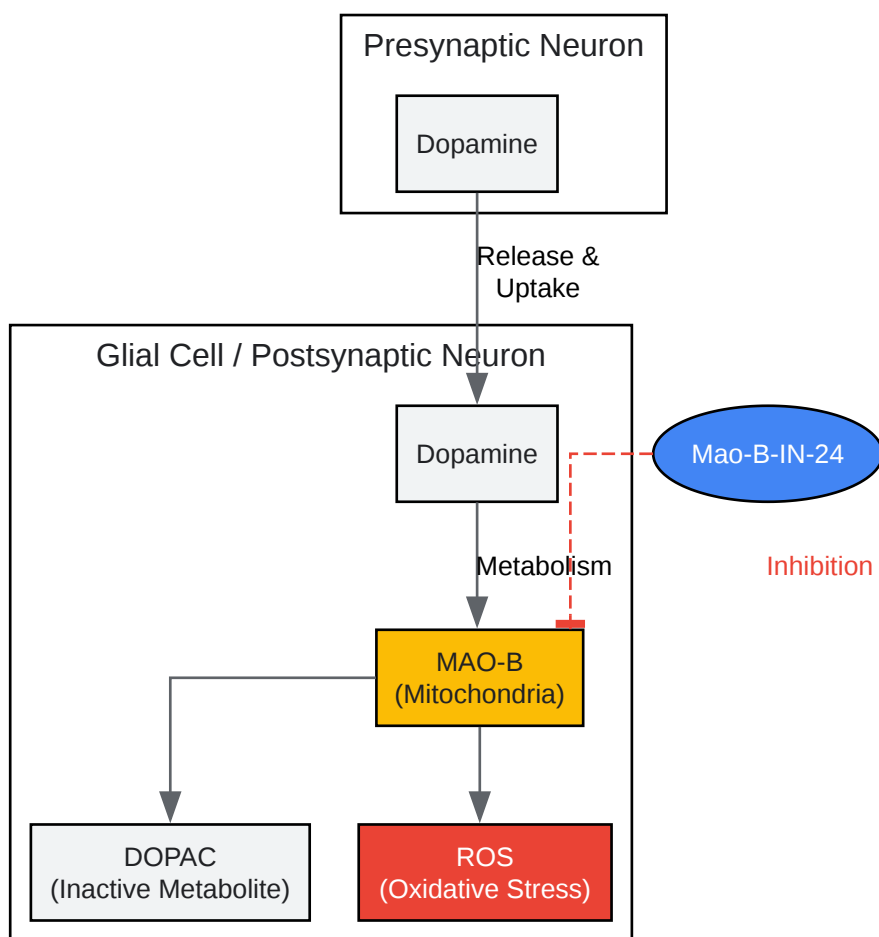 Presynaptic Neuron
Dopamine
Release &
Uptake
Glial Cell / Postsynaptic Neuron
Dopamine
Mao-B-IN-24
Metabolism
Inhibition
MAO-B
(Mitochondria)
DOPAC
(Inactive Metabolite)
ROS
(Oxidative Stress)